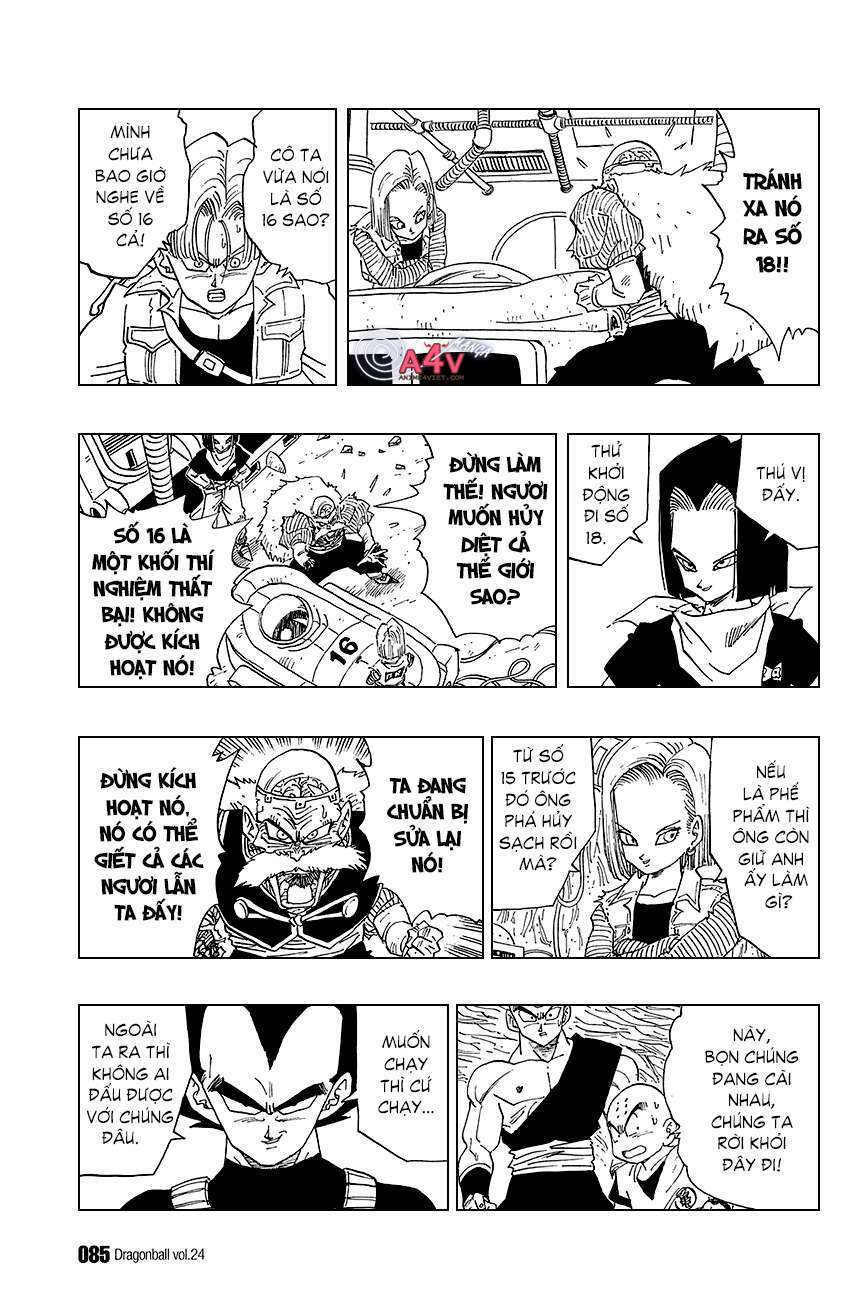 TRÁNH
XA NÓ
RA SỐ
18!!
CÔ TA
VỪA NÓI
LÀ SỐ
16 SAO?
MÌNH
CHƯA
BAO GIỜ
NGHE VỀ
SỐ 16
CẢ!
A4V
MANGA
ANIME4VIET.COM
THÚ VỊ
ĐẤY.
THỬ
KHỞI
ĐỘNG
ĐI SỐ
18.
ĐỪNG LÀM
THẾ! NGƯƠI
MUỐN HỦY
DIỆT CẢ
THẾ GIỚI
SAO?
SỐ 16 LÀ
MỘT KHỐI THÍ
NGHIỆM THẤT
BẠI! KHÔNG
ĐƯỢC KÍCH
HOẠT NÓ!
16
NẾU
LÀ PHẾ
PHẨM THÌ
ÔNG CÒN
GIỮ ANH
ẤY LÀM
GÌ?
TỪ SỐ
15 TRƯỚC
ĐÓ ÔNG
PHÁ HỦY
SẠCH RỒI
MÀ?
TA ĐANG
CHUẨN BỊ
SỬA LẠI
NÓ!
ĐỪNG KÍCH
HOẠT NÓ,
NÓ CÓ THỂ
GIẾT CẢ CÁC
NGƯƠI LẪN
TA ĐẤY!
NÀY,
BỌN CHÚNG
ĐANG CÃI
NHAU,
CHÚNG TA
RỜI KHỎI
ĐÂY ĐI!
MUỐN
CHẠY
THÌ CỨ
CHẠY...
NGOÀI
TA RA THÌ
KHÔNG AI
ĐẤU ĐƯỢC
VỚI CHÚNG
ĐÂU.
085 Dragonball vol.24